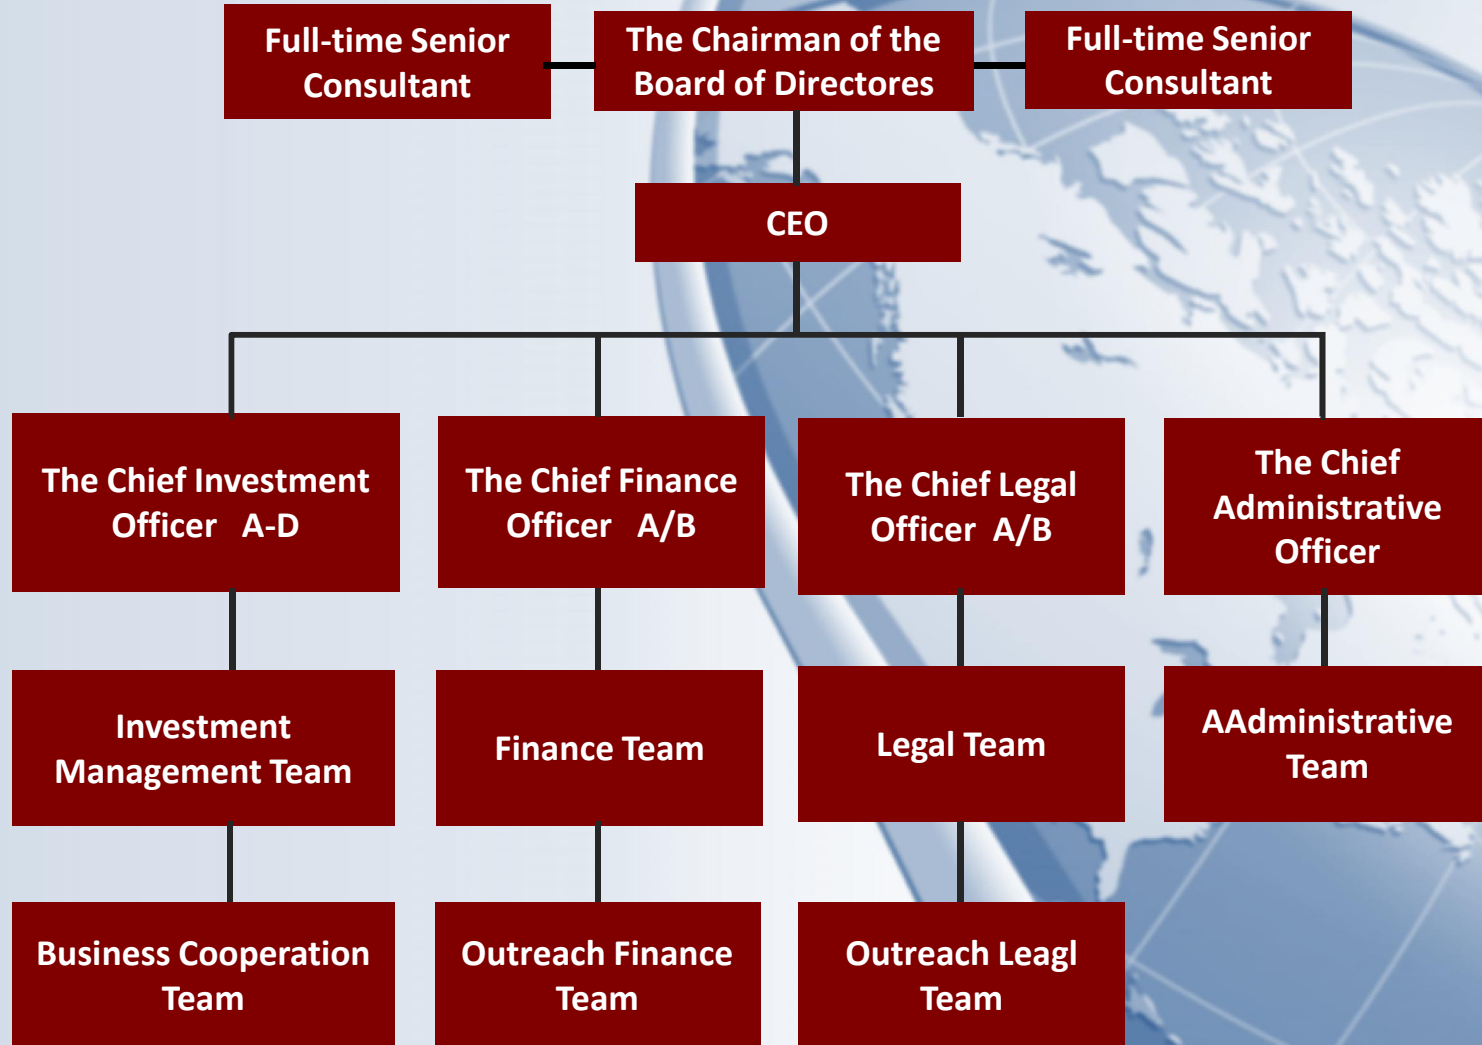 Full-time Senior
Consultant
The Chairman of the
Board of Directores
Full-time Senior
Consultant
CEO
The Chief Investment
Officer   A-D
The Chief Finance
Officer   A/B
The Chief Legal
Officer  A/B
The Chief
Administrative
Officer
Investment
Management Team
Finance Team
Legal Team
AAdministrative
Team
Business Cooperation
Team
Outreach Finance
Team
Outreach Leagl
Team